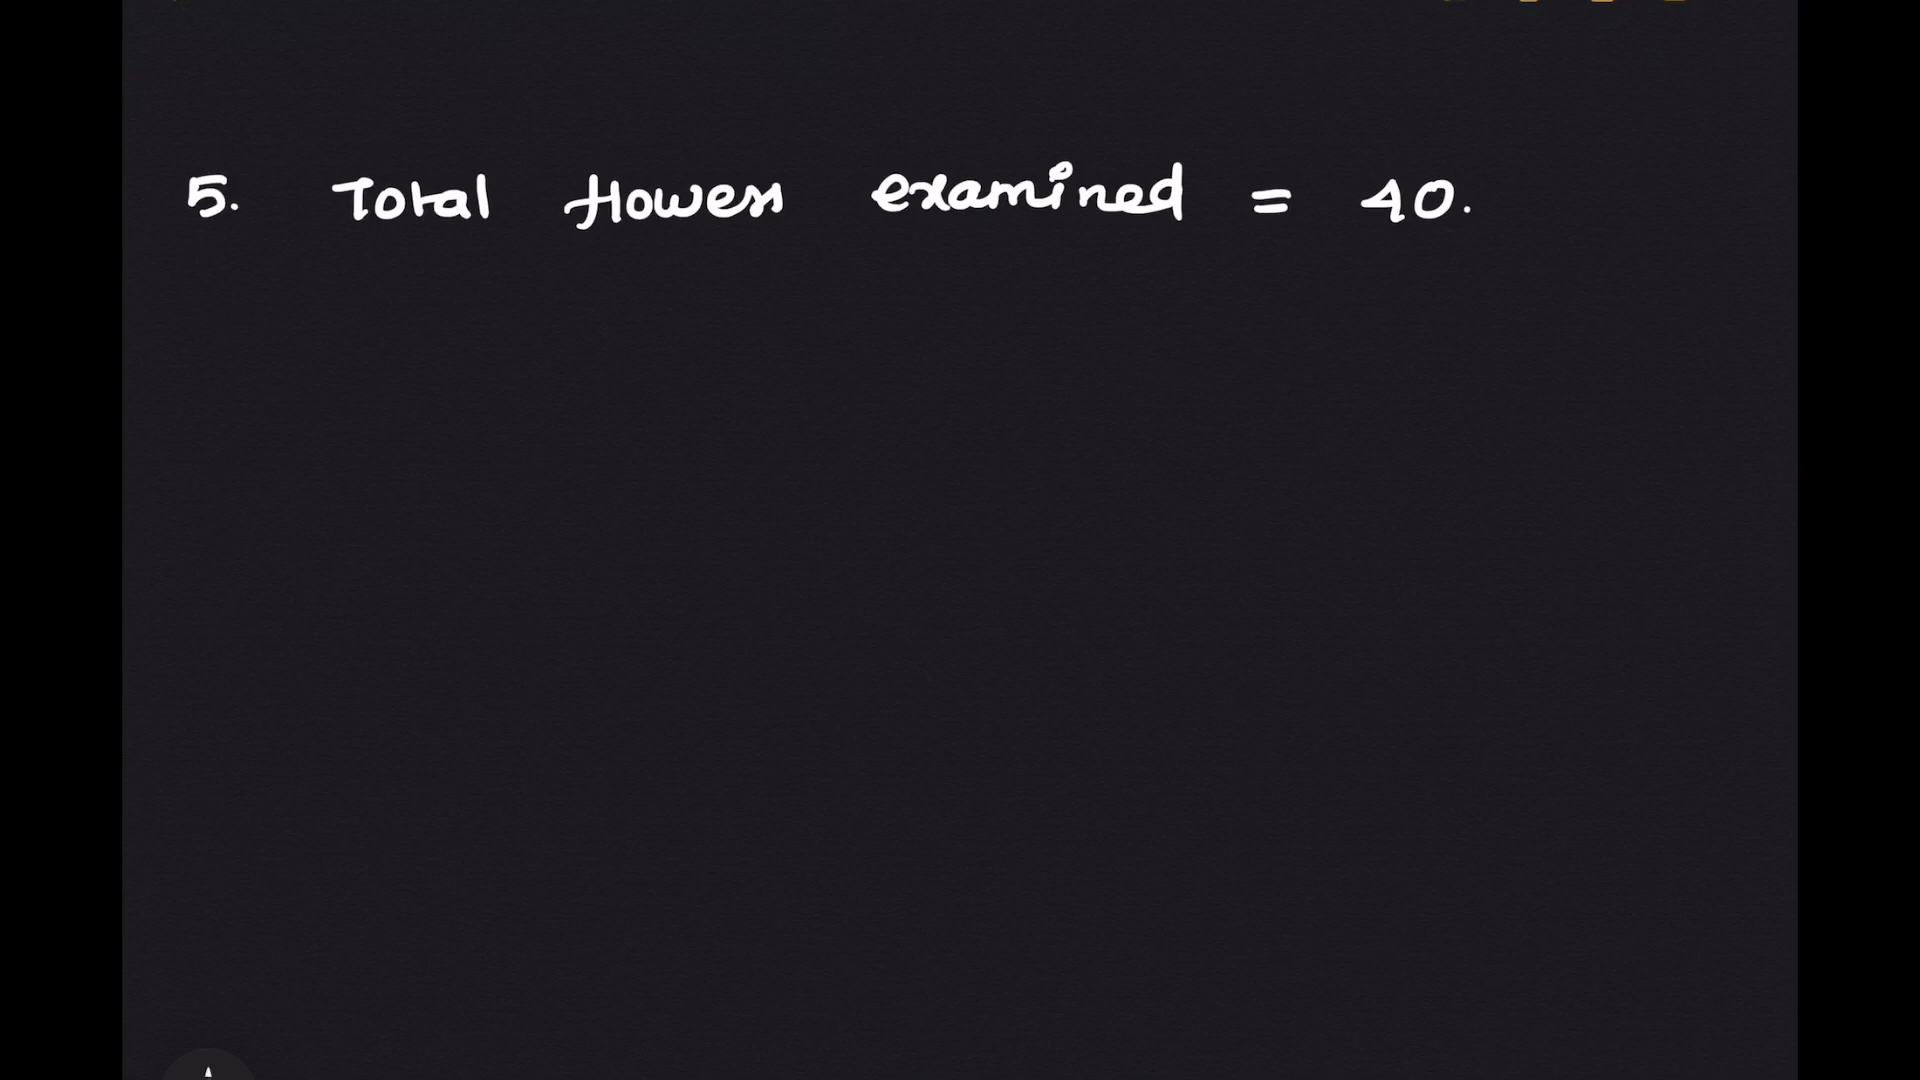 5. Total flowers examined = 40.